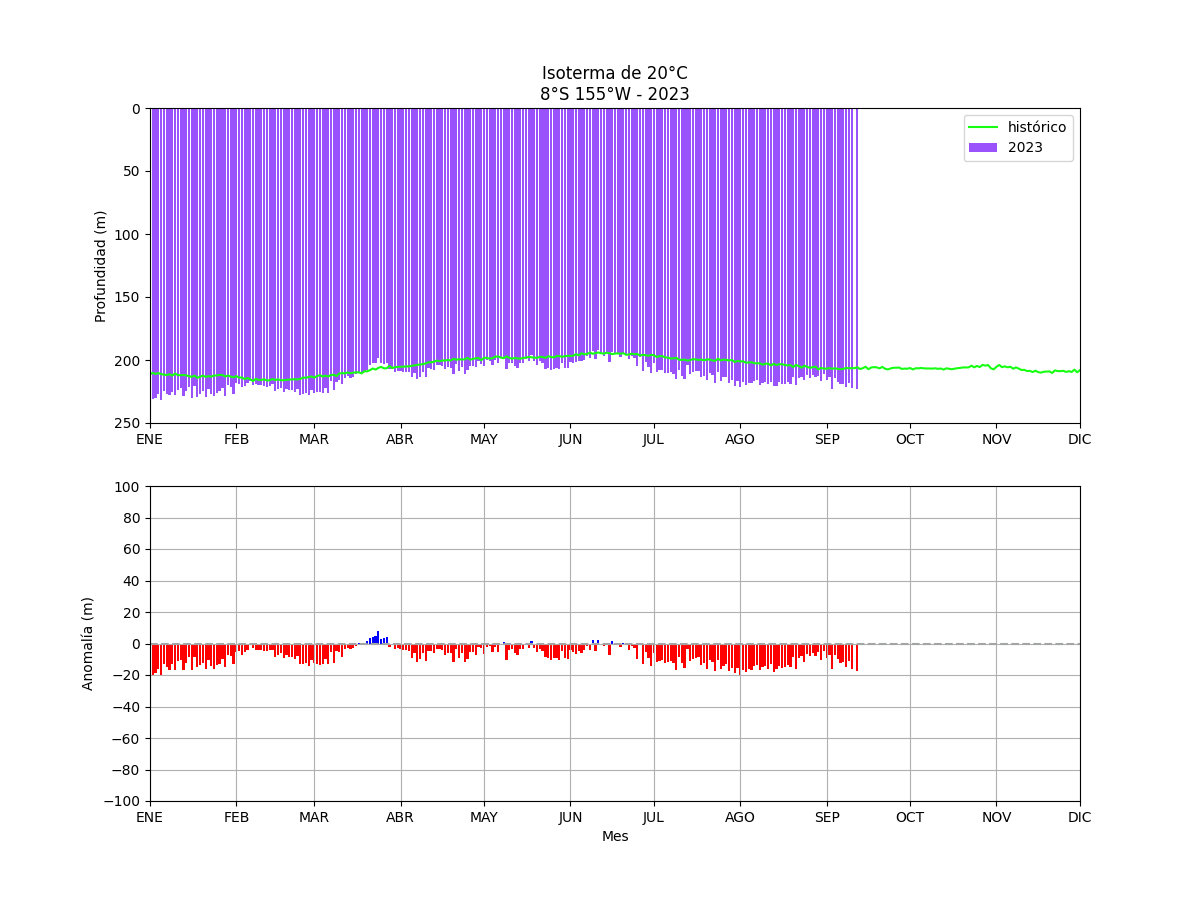 Isoterma de 20°C
8°S 155°W - 2023
histórico
2023
Profundidad (m)
0
50
100
150
200
250
ENE FEB MAR ABR MAY JUN JUL AGO SEP OCT NOV DIC
Anomalía (m)
100
80
60
40
20
0
−20
−40
−60
−80
−100
ENE FEB MAR ABR MAY JUN JUL AGO SEP OCT NOV DIC
Mes